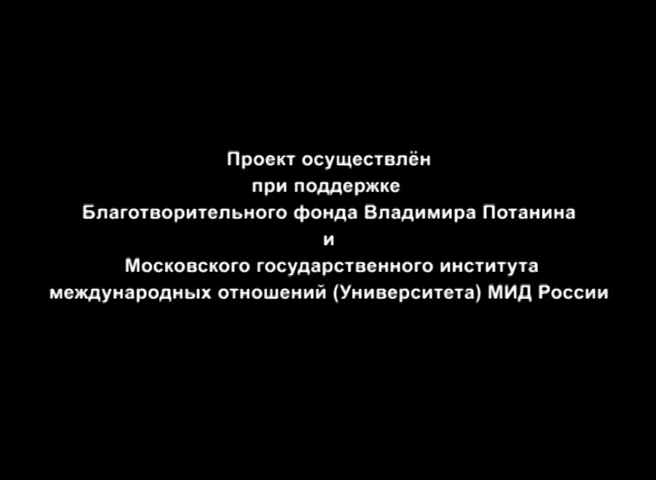 Проект осуществлён
при поддержке
Благотворительного фонда Владимира Потанина
и
Московского государственного института
международных отношений (Университета) МИД России